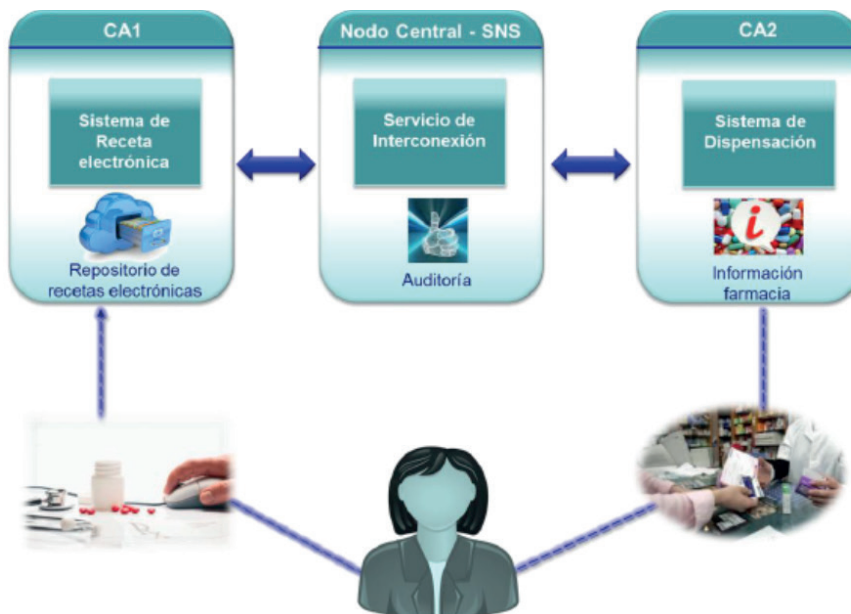 CA1
Sistema de
Receta
electrónica
Repositorio de
recetas electrónicas
Nodo Central - SNS
Servicio de
Interconexión
Auditoría
CA2
Sistema de
Dispensación
i
Información
farmacia